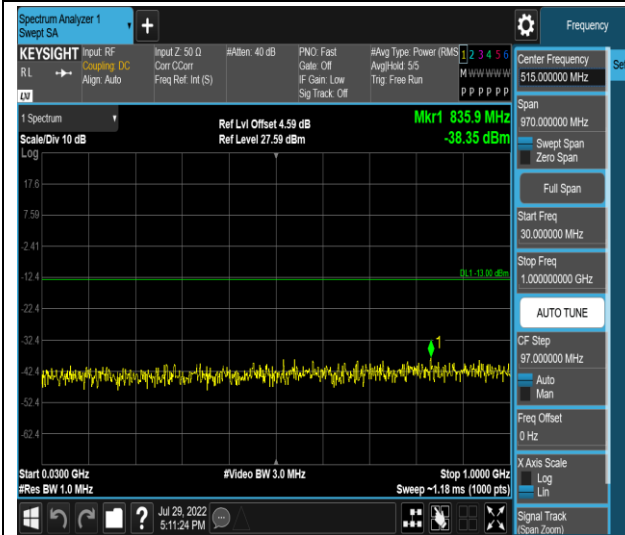 Spectrum Analyzer 1
Swept SA
Frequency
KEYSIGHT
RL
LXI
Input: RF
Coupling: DC
Align: Auto
Input Z: 50 Ω
Corr CCorr
Freq Ref: Int (S)
#Atten: 40 dB
PNO: Fast
Gate: Off
IF Gain: Low
Sig Track: Off
#Avg Type: Power (RMS
Avg|Hold: 5/5
Trig: Free Run
1 2 3 4 5 6
M W W W W W
P P P P P P
1 Spectrum
Scale/Div 10 dB
Log
Ref Lvl Offset 4.59 dB
Ref Level 27.59 dBm
Mkr1 835.9 MHz
-38.35 dBm
17.6
7.59
-2.41
-12.4
DL1 -13.00 dBm
-22.4
-32.4
1
-42.4
-52.4
-62.4
Start 0.0300 GHz
#Res BW 1.0 MHz
#Video BW 3.0 MHz
Stop 1.0000 GHz
Sweep ~1.18 ms (1000 pts)
?
Jul 29, 2022
5:11:24 PM
Center Frequency
515.000000 MHz
Set
Span
970.000000 MHz
Swept Span
Zero Span
Full Span
Start Freq
30.000000 MHz
Stop Freq
1.000000000 GHz
AUTO TUNE
CF Step
97.000000 MHz
Auto
Man
Freq Offset
0 Hz
X Axis Scale
Log
Lin
Signal Track
(Span Zoom)